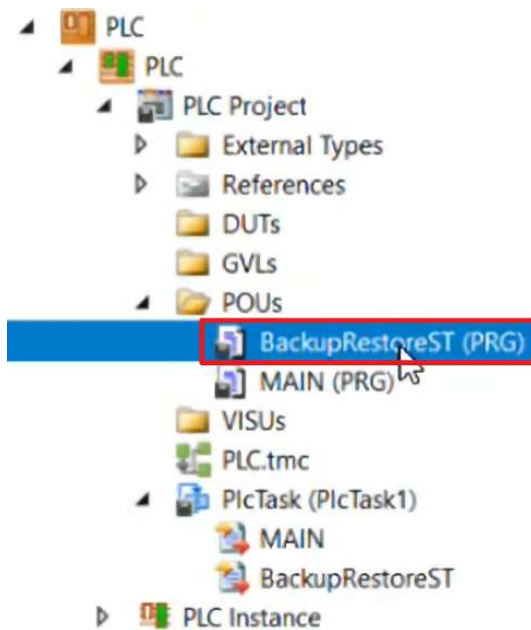 PLC
PLC
PLC Project
External Types
References
DUTs
GVLs
POUs
BackupRestoreST (PRG)
MAIN (PRG)
VISUs
PLC.tmc
PlcTask (PlcTask1)
MAIN
BackupRestoreST
PLC Instance